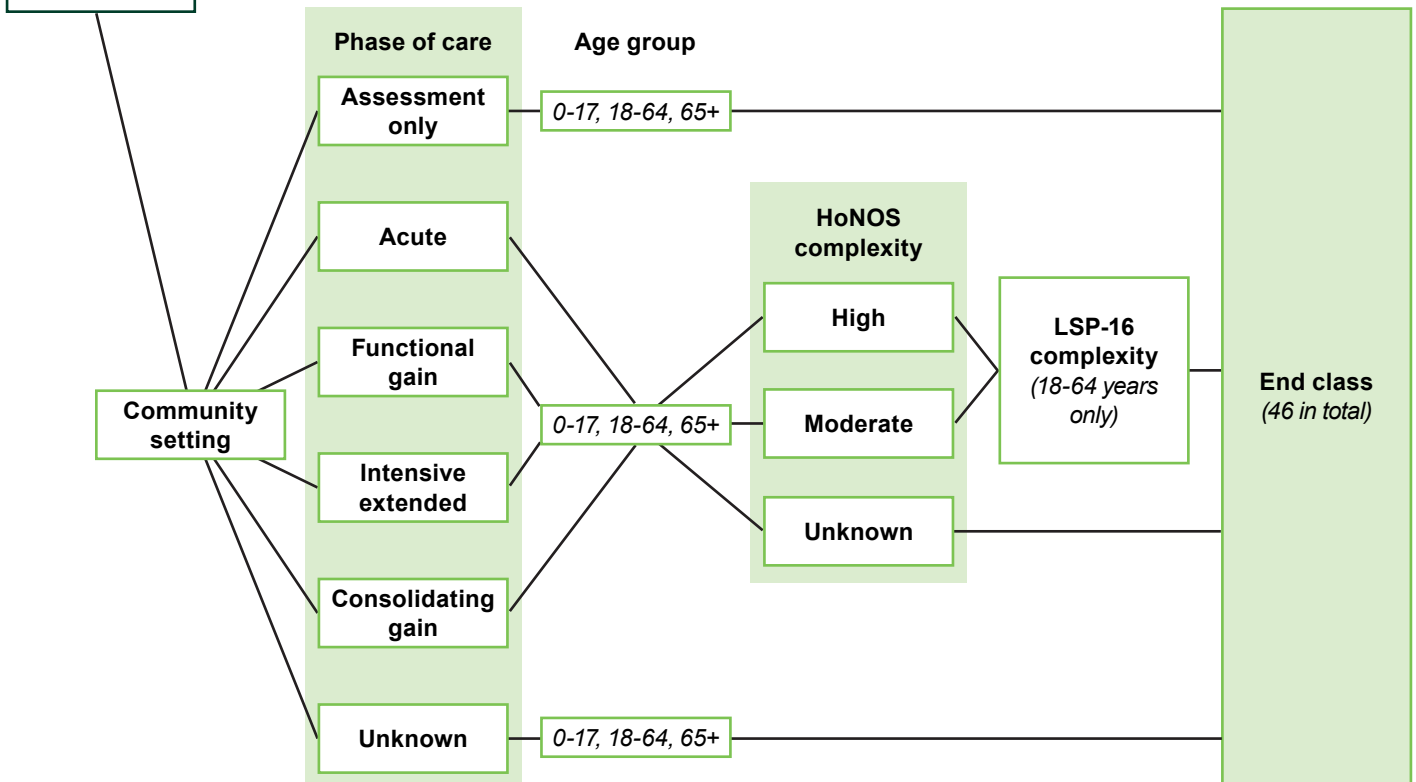 Phase of care
Age group
Assessment
only
0-17, 18-64, 65+
Acute
HoNOS
complexity
High
LSP-16
complexity
(18-64 years
only)
Functional
gain
End class
(46 in total)
Community
setting
0-17, 18-64, 65+
Moderate
Intensive
extended
Unknown
Consolidating
gain
Unknown
0-17, 18-64, 65+